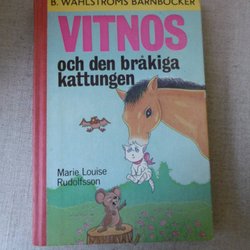 B. WAHLSTRÖMS BARNBÖCKER
VITNOS
och den bråkiga
kattungen
Marie Louise
Rudolfsson